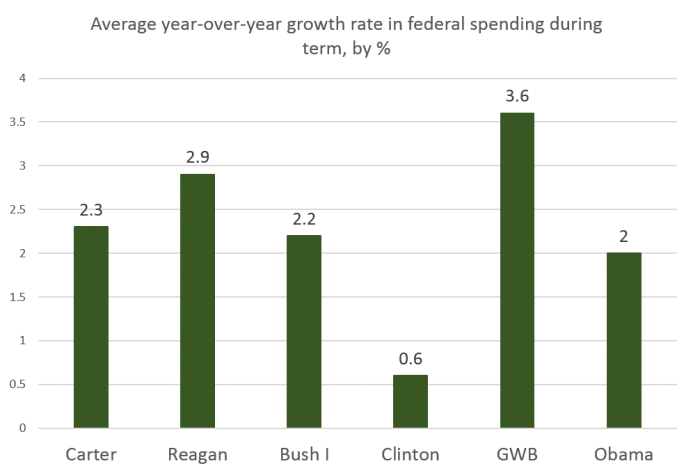 Average year-over-year growth rate in federal spending during
term, by %
4
3.5
3
2.5
2
1.5
1
0.5
0
2.3
2.9
2.2
0.6
3.6
2
Carter
Reagan
Bush I
Clinton
GWB
Obama